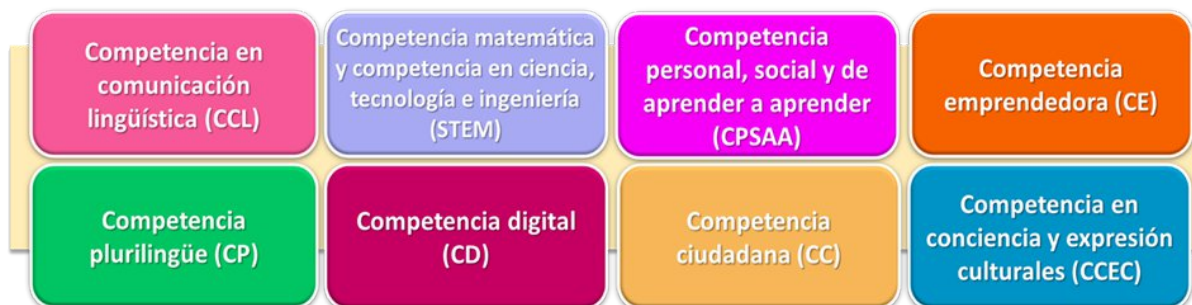 Competencia en
comunicación
lingüística (CCL)
Competencia matemática
y competencia en ciencia,
tecnología e ingeniería
(STEM)
Competencia
personal, social y de
aprender a aprender
(CPSAA)
Competencia
emprendedora (CE)
Competencia
plurilingüe (CP)
Competencia digital
(CD)
Competencia
ciudadana (CC)
Competencia en
conciencia y expresión
culturales (CCEC)